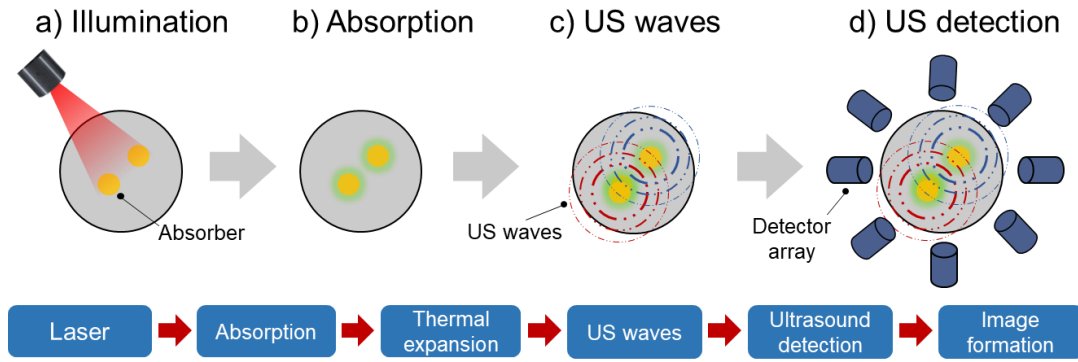 a) Illumination
b) Absorption
c) US waves
d) US detection
Absorber
US waves
Detector
array
Laser
Absorption
Thermal
expansion
US waves
Ultrasound
detection
Image
formation